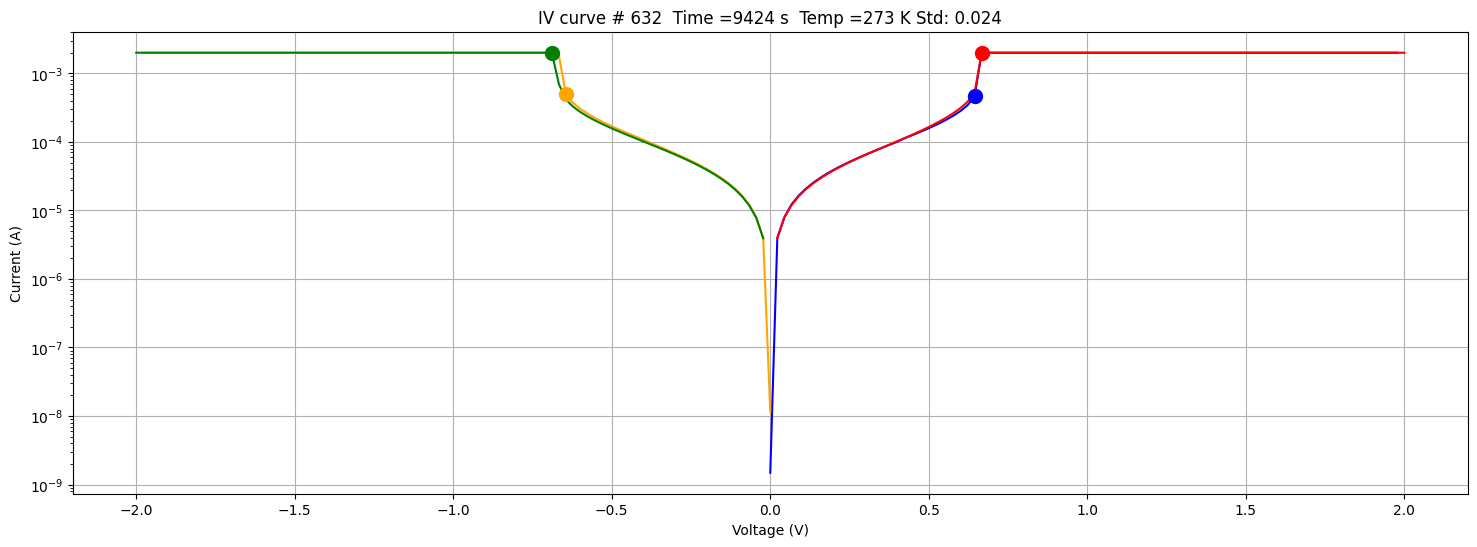 IV curve # 632  Time =9424 s  Temp =273 K Std: 0.024
Current (A)
10⁻³
10⁻⁴
10⁻⁵
10⁻⁶
10⁻⁷
10⁻⁸
10⁻⁹
−2.0 −1.5 −1.0 −0.5 0.0 0.5 1.0 1.5 2.0
Voltage (V)